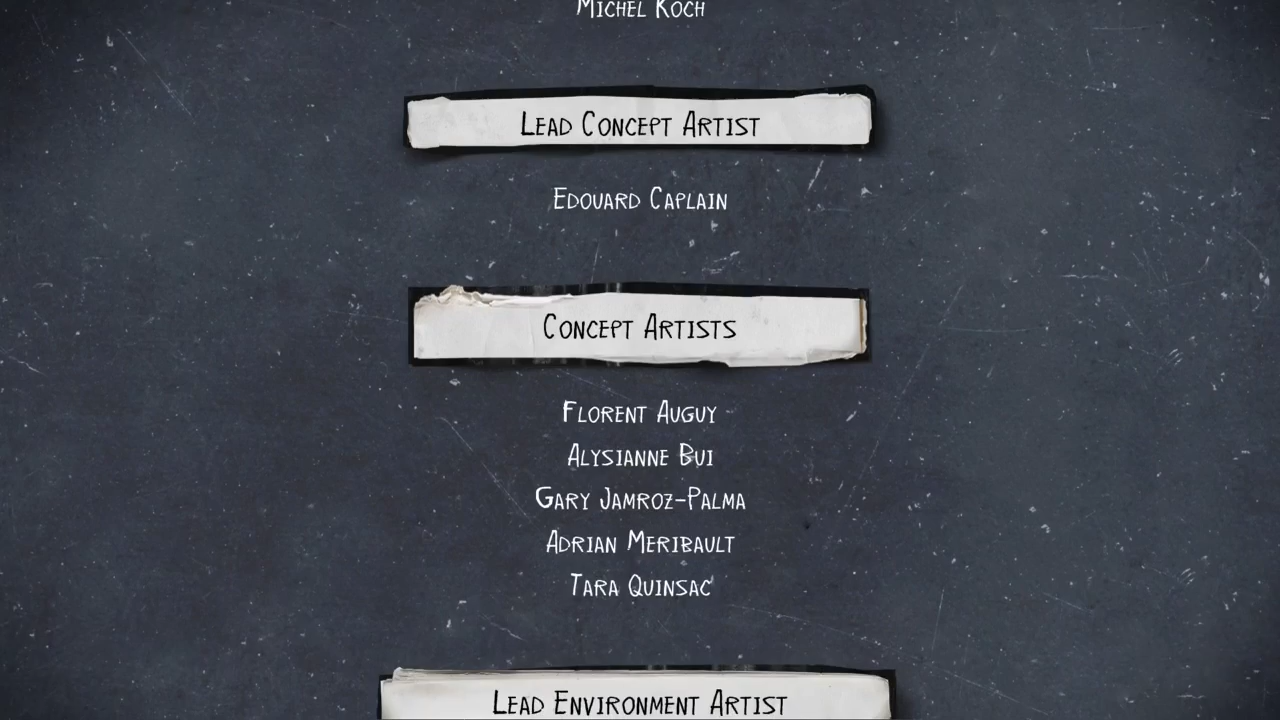 Michel Koch
Lead Concept Artist
Edouard Caplain
Concept Artists
Florent Auguy
Alysianne Bui
Gary Jamroz-Palma
Adrian Meribault
Tara Quinsac
Lead Environment Artist